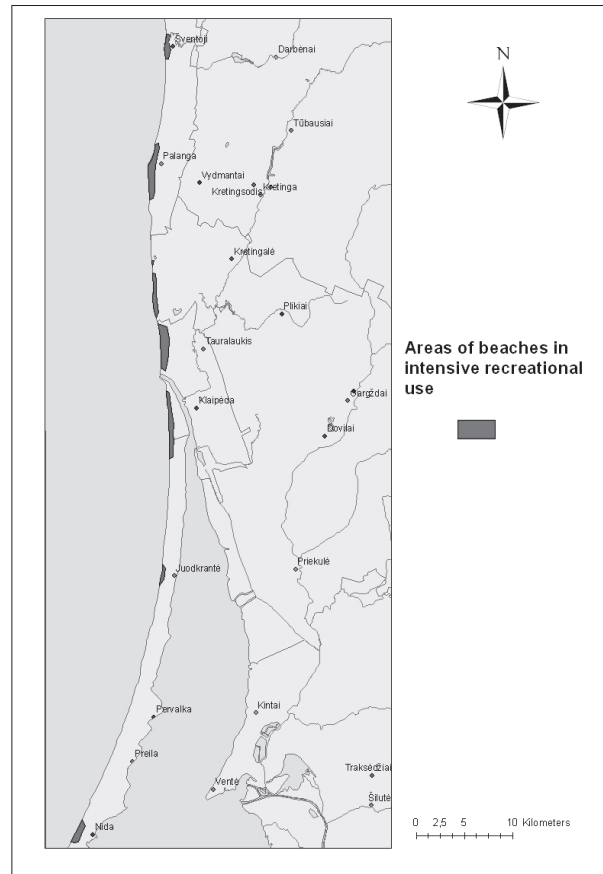 Šventoji
Darbėnai
N
Tūbausiai
Palanga
Vydmantai
Kretingsodis
Kretinga
Kretingalė
Plikiai
Tauralaukis
Areas of beaches in
intensive recreational
use
Gargždai
Klaipėda
Dovilai
Priekulė
Juodkrantė
Kintai
Pervalka
Preila
Traksėdžiai
Ventė
Šilutė
Nida
0 2,5 5 10 Kilometers